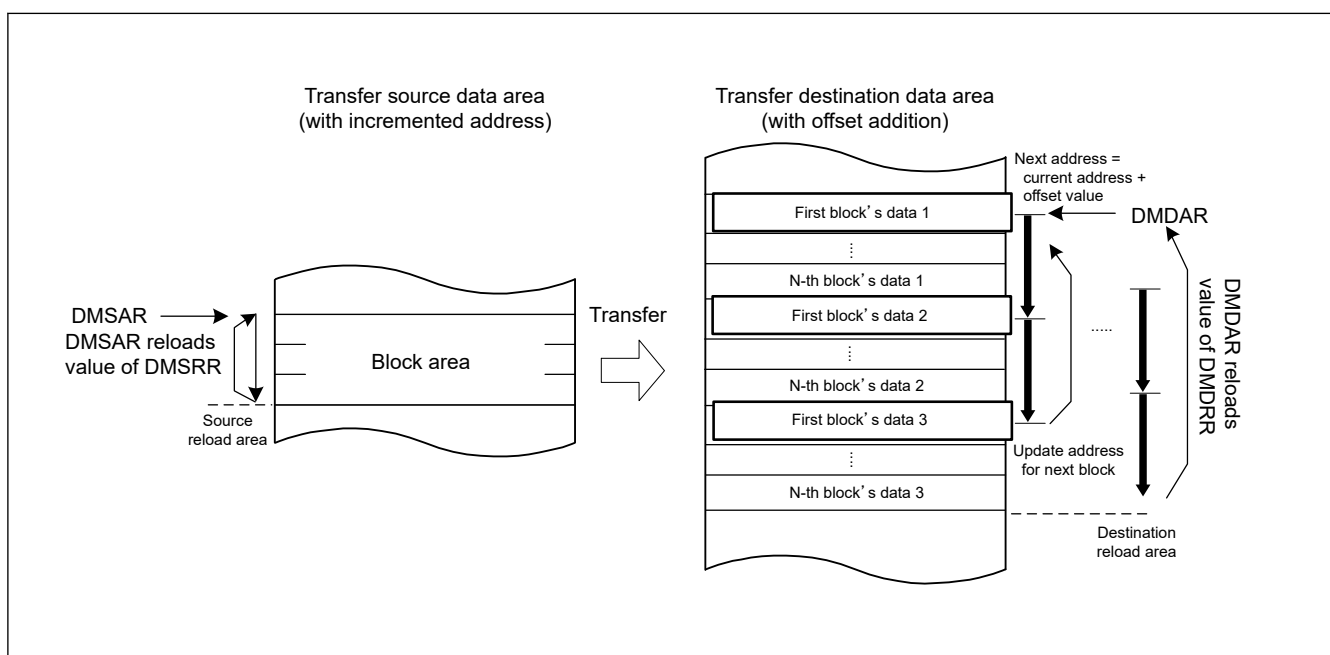 Transfer source data area
(with incremented address)
Transfer destination data area
(with offset addition)
Next address =
current address +
offset value
First block’s data 1
DMDAR
N-th block’s data 1
DMSAR
DMSAR reloads
value of DMSRR
Block area
Transfer
First block’s data 2
.....
DMDAR reloads
value of DMDRR
N-th block’s data 2
Source
reload area
First block’s data 3
Update address
for next block
N-th block’s data 3
Destination
reload area